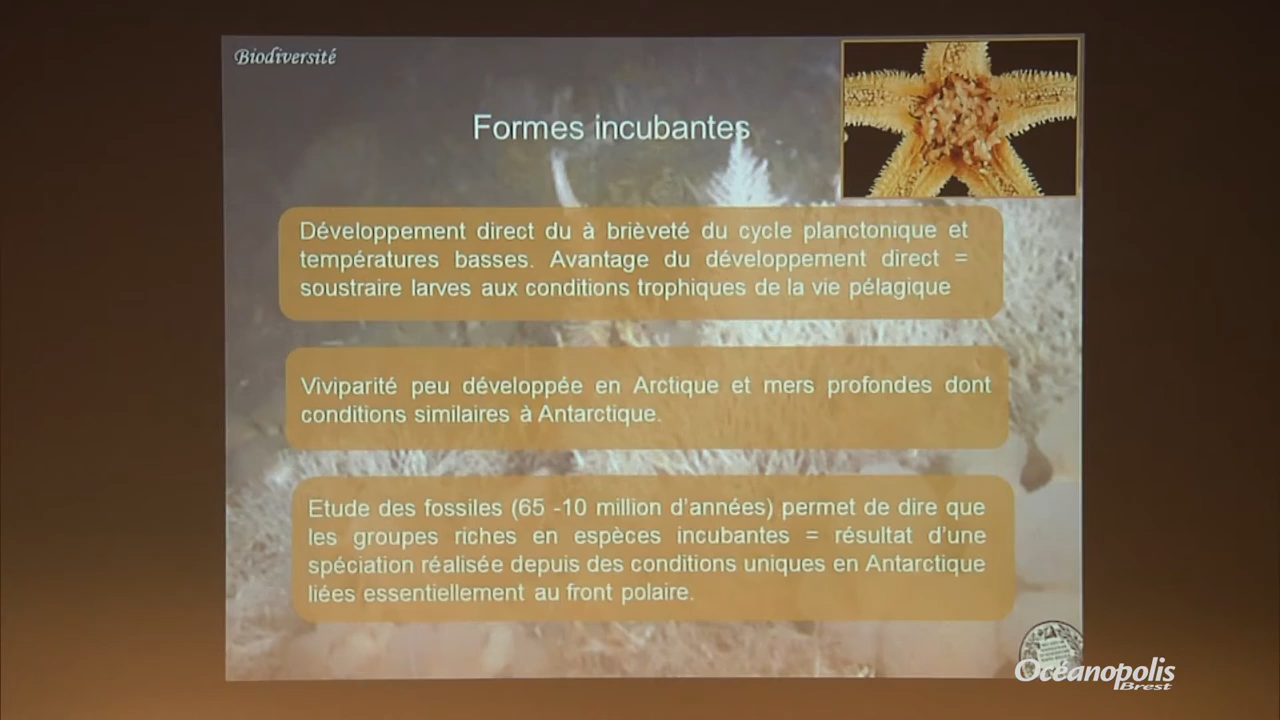 Biodiversité
Formes incubantes
Développement direct du à brièveté du cycle planctonique et
températures basses. Avantage du développement direct =
soustraire larves aux conditions trophiques de la vie pélagique
Viviparité peu développée en Arctique et mers profondes dont
conditions similaires à Antarctique.
Etude des fossiles (65 -10 million d'années) permet de dire que
les groupes riches en espèces incubantes = résultat d'une
spéciation réalisée depuis des conditions uniques en Antarctique
liées essentiellement au front polaire.
Océanopolis
Brest